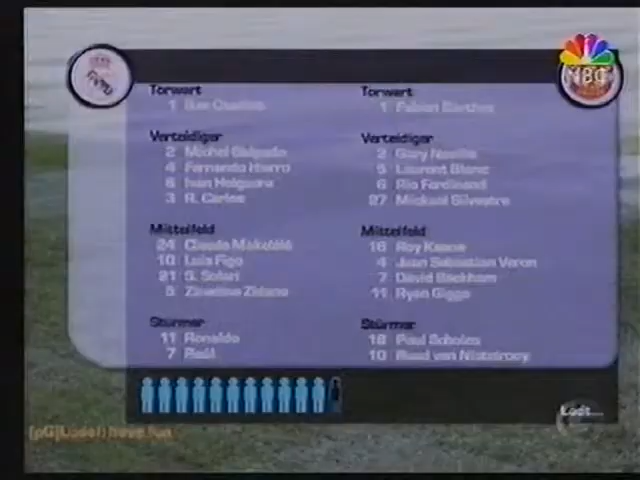 NBC
Torwart
1 Iker Casillas
Verteidiger
2 Michel Salgado
4 Fernando Hierro
6 Ivan Helguera
3 R. Carlos
Mittelfeld
24 Claude Makélélé
10 Luis Figo
21 S. Solari
5 Zinedine Zidane
Stürmer
11 Ronaldo
7 Raúl
Torwart
1 Fabien Barthez
Verteidiger
2 Gary Neville
5 Laurent Blanc
6 Rio Ferdinand
27 Mickael Silvestre
Mittelfeld
16 Roy Keane
4 Juan Sebastian Veron
7 David Beckham
11 Ryan Giggs
Stürmer
18 Paul Scholes
10 Ruud van Nistelrooy
Lädt...
have fun